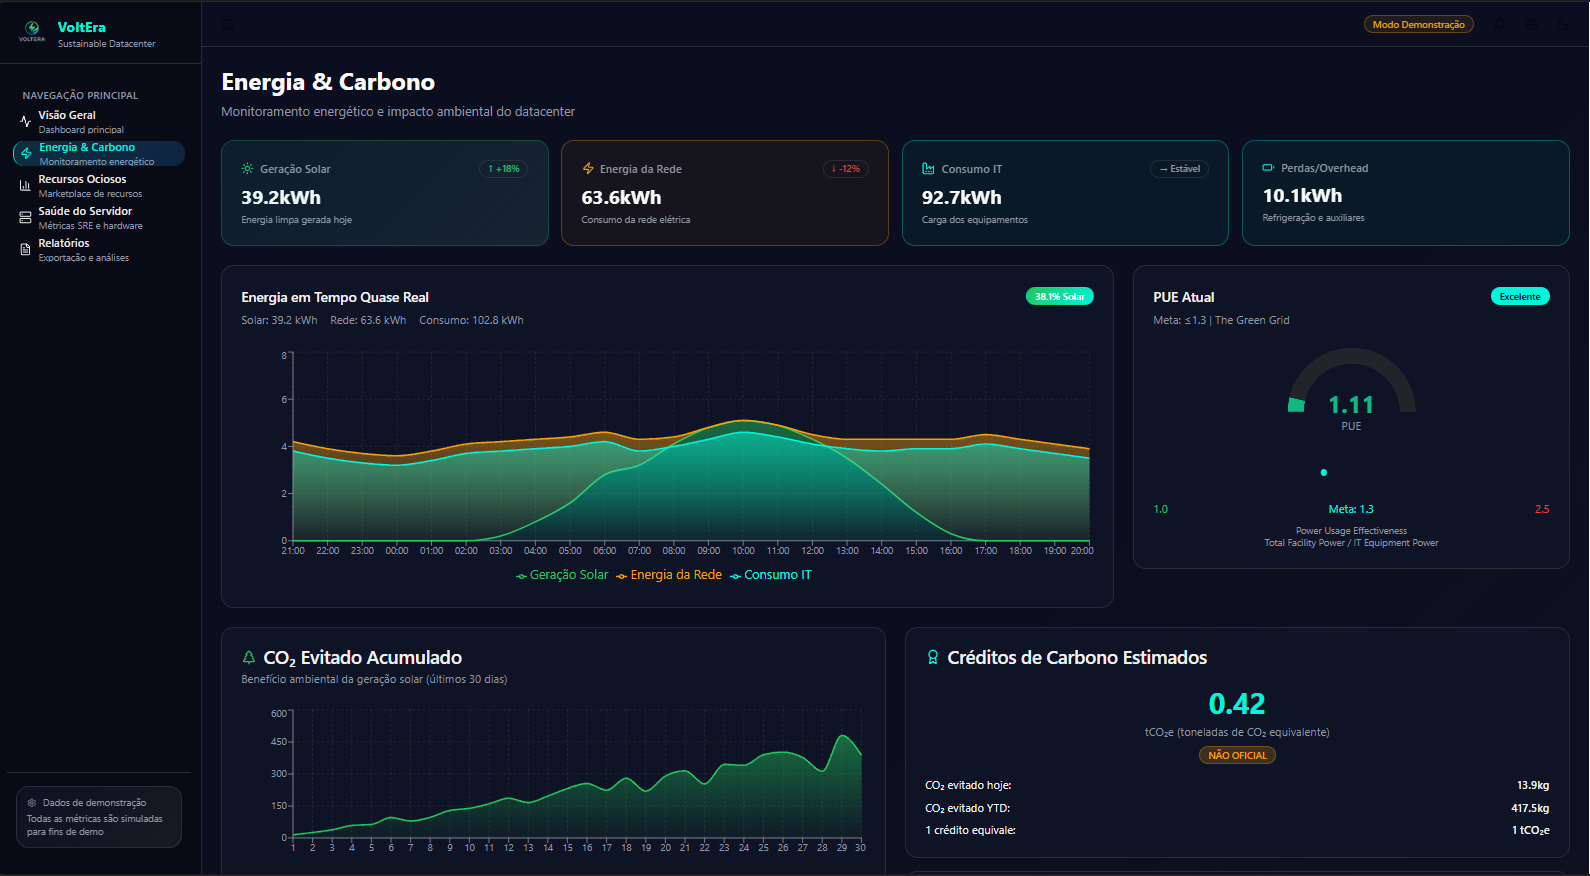 VOLTERA
VoltEra
Sustainable Datacenter
Modo Demonstração
NAVEGAÇÃO PRINCIPAL
Visão Geral
Dashboard principal
Energia & Carbono
Monitoramento energético
Recursos Ociosos
Marketplace de recursos
Saúde do Servidor
Métricas SRE e hardware
Relatórios
Exportação e análises
Dados de demonstração
Todas as métricas são simuladas
para fins de demo
Energia & Carbono
Monitoramento energético e impacto ambiental do datacenter
Geração Solar
↑ +18%
39.2kWh
Energia limpa gerada hoje
Energia da Rede
↓ -12%
63.6kWh
Consumo da rede elétrica
Consumo IT
→ Estável
92.7kWh
Carga dos equipamentos
Perdas/Overhead
10.1kWh
Refrigeração e auxiliares
Energia em Tempo Quase Real
38.1% Solar
Solar: 39.2 kWh Rede: 63.6 kWh Consumo: 102.8 kWh
8
6
4
2
0
21:00 22:00 23:00 00:00 01:00 02:00 03:00 04:00 05:00 06:00 07:00 08:00 09:00 10:00 11:00 12:00 13:00 14:00 15:00 16:00 17:00 18:00 19:00 20:00
Geração Solar Energia da Rede Consumo IT
PUE Atual
Excelente
Meta: ≤1.3 | The Green Grid
1.11
PUE
1.0 Meta: 1.3 2.5
Power Usage Effectiveness
Total Facility Power / IT Equipment Power
CO₂ Evitado Acumulado
Benefício ambiental da geração solar (últimos 30 dias)
600
450
300
150
0
1 2 3 4 5 6 7 8 9 10 11 12 13 14 15 16 17 18 19 20 21 22 23 24 25 26 27 28 29 30
Créditos de Carbono Estimados
0.42
tCO₂e (toneladas de CO₂ equivalente)
NÃO OFICIAL
CO₂ evitado hoje: 13.9kg
CO₂ evitado YTD: 417.5kg
1 crédito equivale: 1 tCO₂e